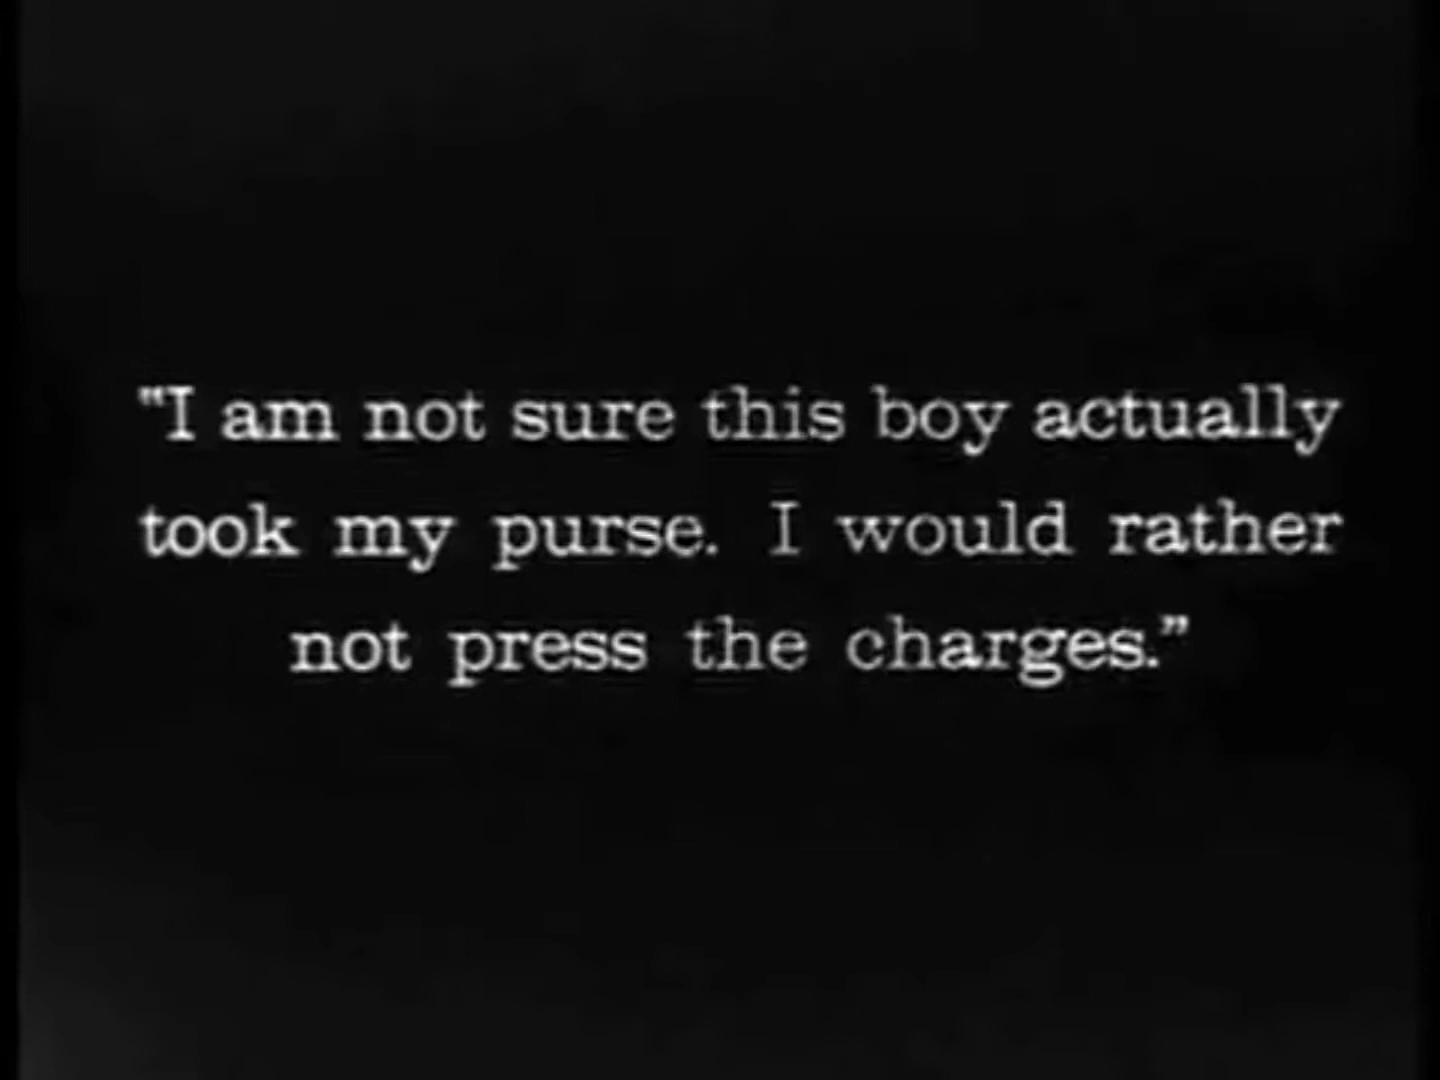 "I am not sure this boy actually
took my purse. I would rather
not press the charges."